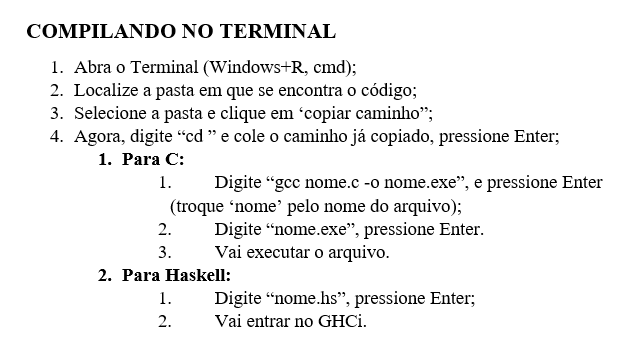 COMPILANDO NO TERMINAL
1. Abra o Terminal (Windows+R, cmd);
2. Localize a pasta em que se encontra o código;
3. Selecione a pasta e clique em ‘copiar caminho”;
4. Agora, digite “cd ” e cole o caminho já copiado, pressione Enter;
1. Para C:
1. Digite “gcc nome.c -o nome.exe”, e pressione Enter
(troque ‘nome’ pelo nome do arquivo);
2. Digite “nome.exe”, pressione Enter.
3. Vai executar o arquivo.
2. Para Haskell:
1. Digite “nome.hs”, pressione Enter;
2. Vai entrar no GHCi.